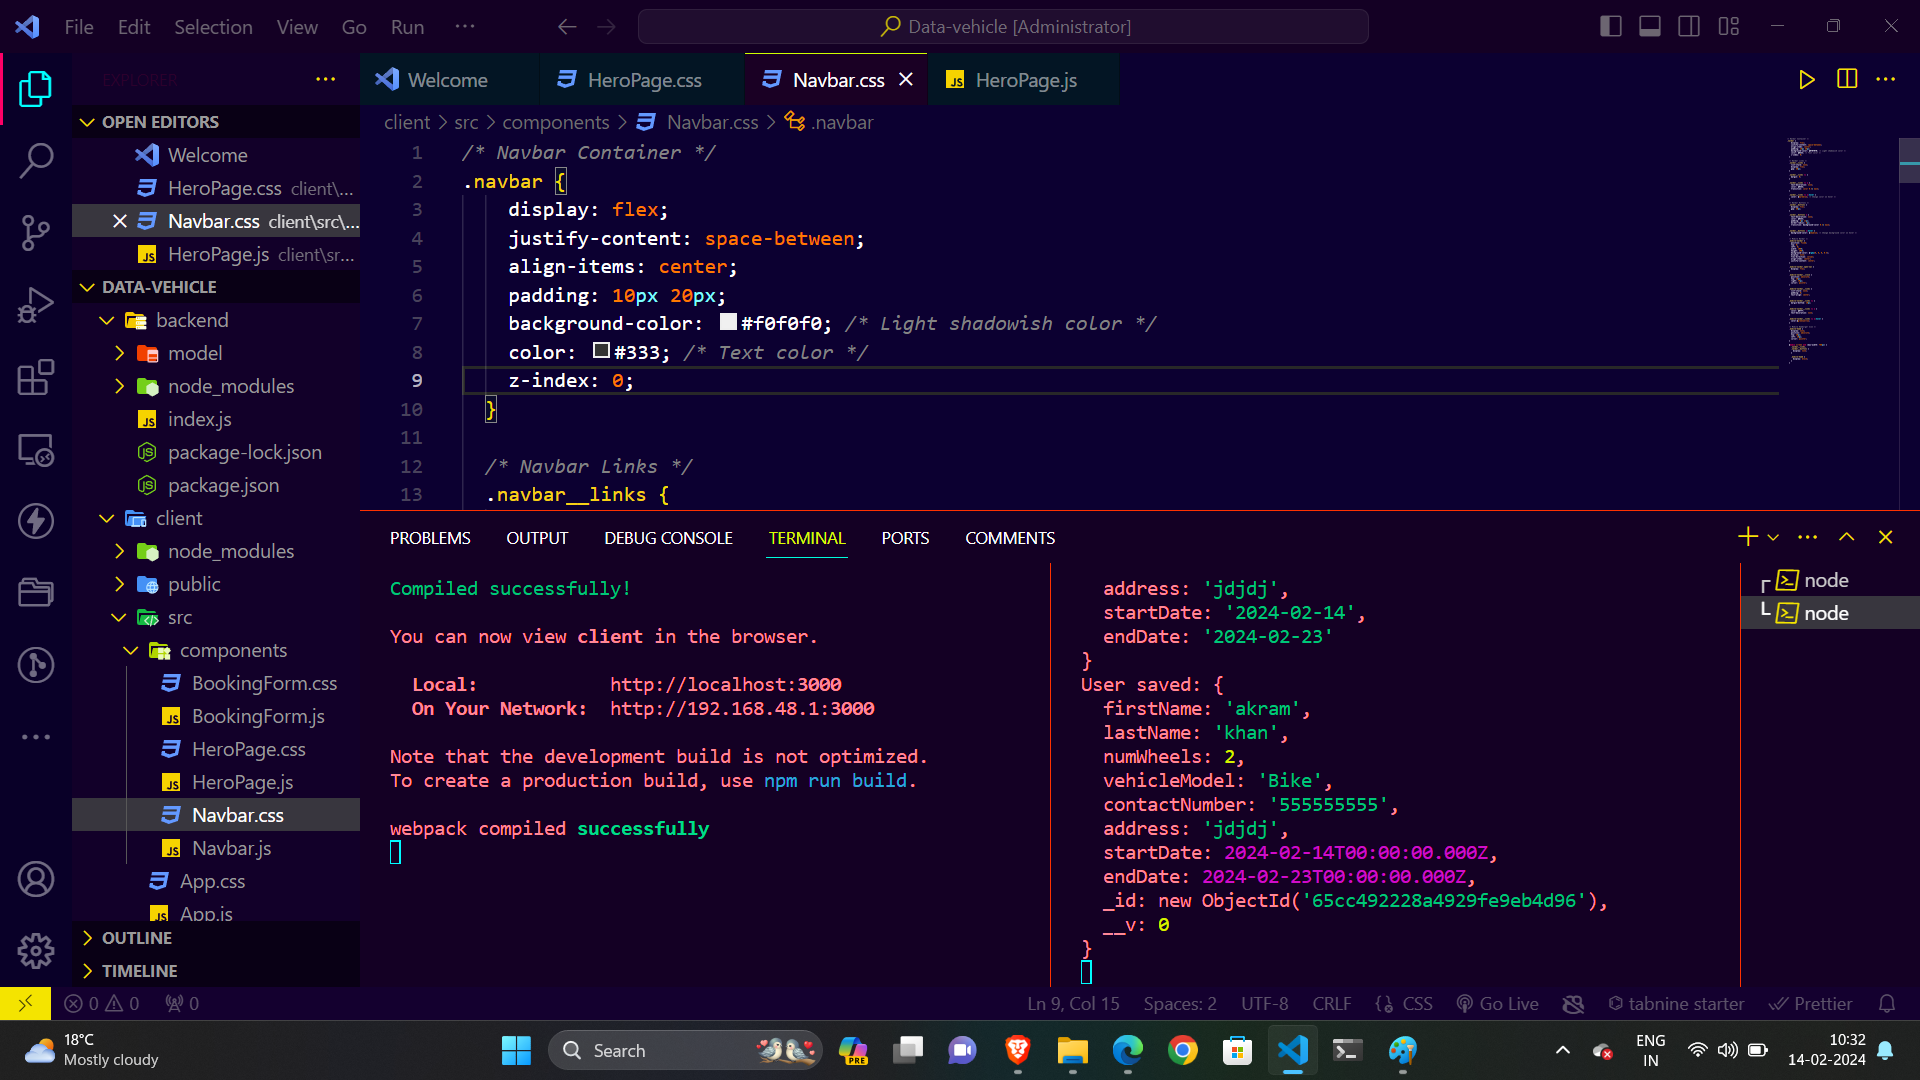 File Edit Selection View Go Run ···
Data-vehicle [Administrator]
EXPLORER
Welcome
HeroPage.css
Navbar.css
HeroPage.js
OPEN EDITORS
Welcome
HeroPage.css client\...
Navbar.css client\src\...
HeroPage.js client\sr...
DATA-VEHICLE
backend
model
node_modules
index.js
package-lock.json
package.json
client
node_modules
public
src
components
BookingForm.css
BookingForm.js
HeroPage.css
HeroPage.js
Navbar.css
Navbar.js
App.css
App.js
OUTLINE
TIMELINE
client > src > components > Navbar.css > .navbar
1 /* Navbar Container */
2 .navbar {
3 display: flex;
4 justify-content: space-between;
5 align-items: center;
6 padding: 10px 20px;
7 background-color: #f0f0f0; /* Light shadowish color */
8 color: #333; /* Text color */
9 z-index: 0;
10 }
11
12 /* Navbar Links */
13 .navbar__links {
PROBLEMS OUTPUT DEBUG CONSOLE TERMINAL PORTS COMMENTS
Compiled successfully!
You can now view client in the browser.
Local: http://localhost:3000
On Your Network: http://192.168.48.1:3000
Note that the development build is not optimized.
To create a production build, use npm run build.
webpack compiled successfully
address: 'jdjdj',
startDate: '2024-02-14',
endDate: '2024-02-23'
}
User saved: {
firstName: 'akram',
lastName: 'khan',
numWheels: 2,
vehicleModel: 'Bike',
contactNumber: '555555555',
address: 'jdjdj',
startDate: 2024-02-14T00:00:00.000Z,
endDate: 2024-02-23T00:00:00.000Z,
_id: new ObjectId('65cc492228a4929fe9eb4d96'),
__v: 0
}
node
node
0 0 0
Ln 9, Col 15 Spaces: 2 UTF-8 CRLF CSS Go Live tabnine starter Prettier
18°C
Mostly cloudy
Search
PRE
ENG
IN
10:32
14-02-2024